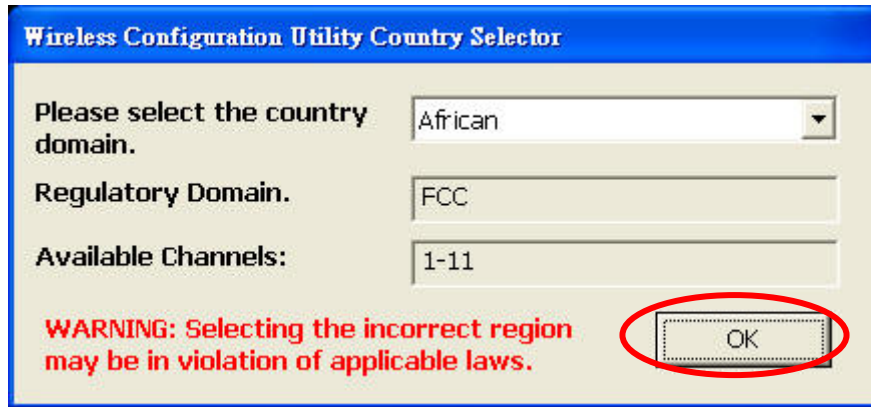 Wireless Configuration Utility Country Selector
Please select the country
domain.
African
Regulatory Domain.
FCC
Available Channels:
1-11
WARNING: Selecting the incorrect region
may be in violation of applicable laws.
OK